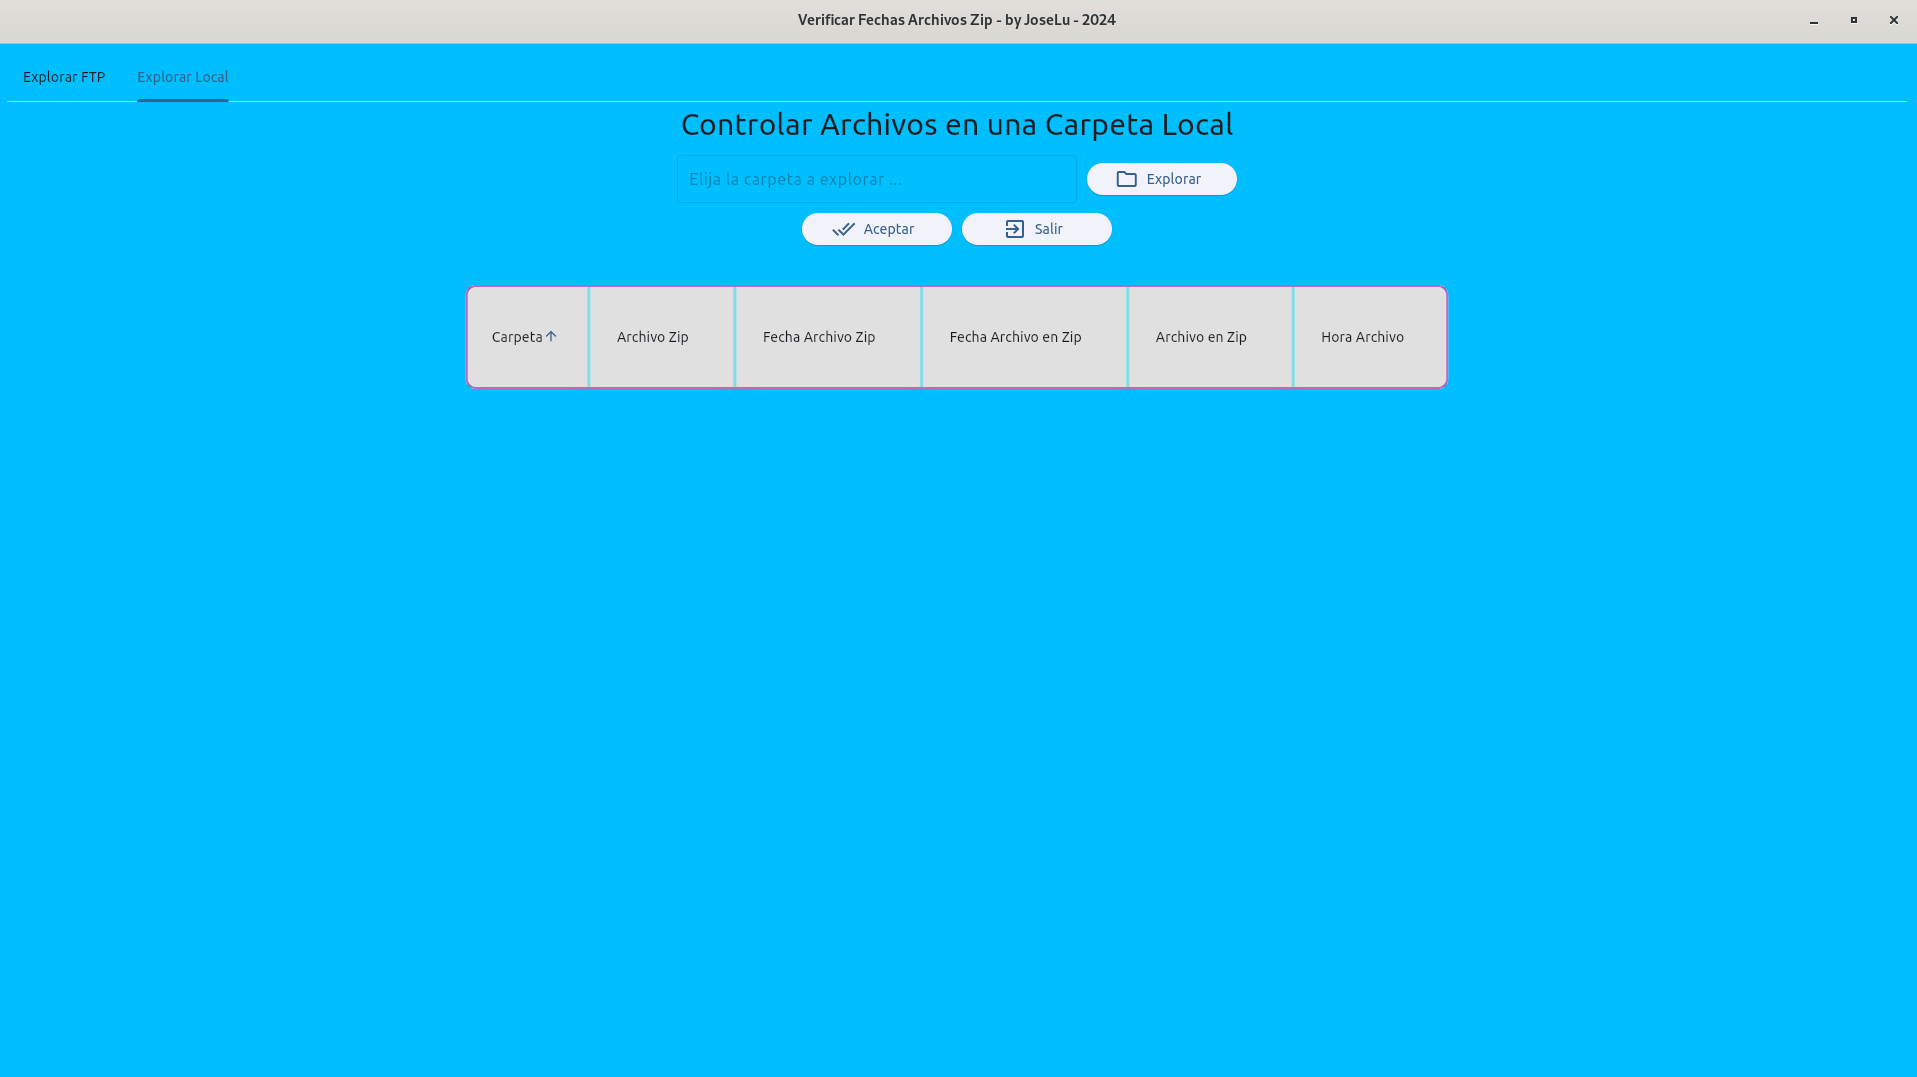 Verificar Fechas Archivos Zip - by JoseLu - 2024
Explorar FTP
Explorar Local
Controlar Archivos en una Carpeta Local
Elija la carpeta a explorar ...
Explorar
Aceptar
Salir
Carpeta
Archivo Zip
Fecha Archivo Zip
Fecha Archivo en Zip
Archivo en Zip
Hora Archivo